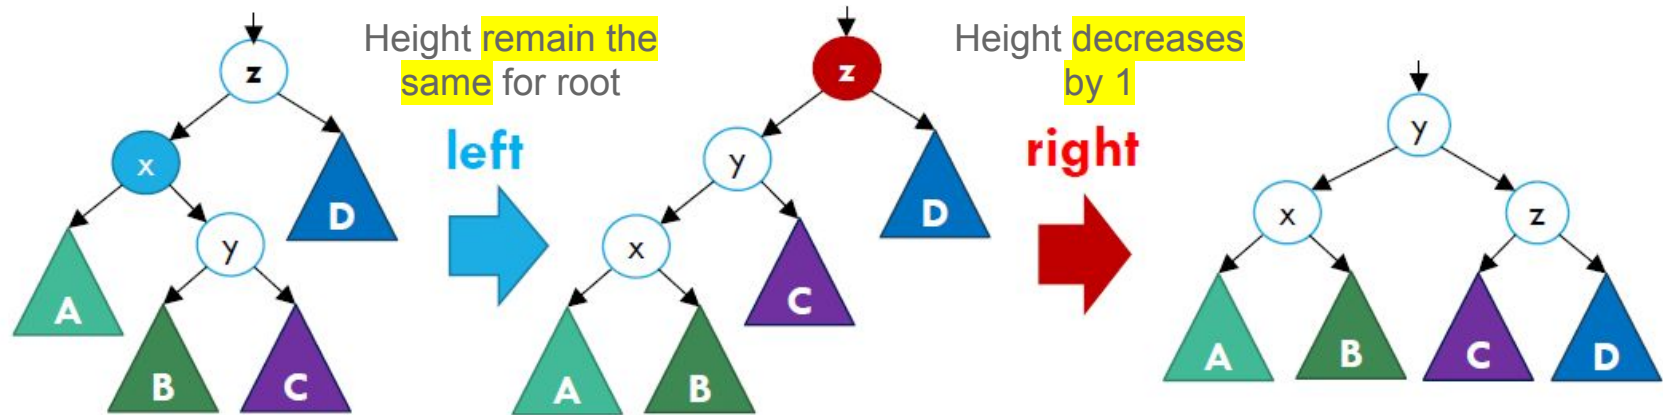 Height remain the
same for root
Height decreases
by 1
left
right
z
x
D
A
y
B
C
z
y
D
x
C
A
B
y
x
z
A
B
C
D